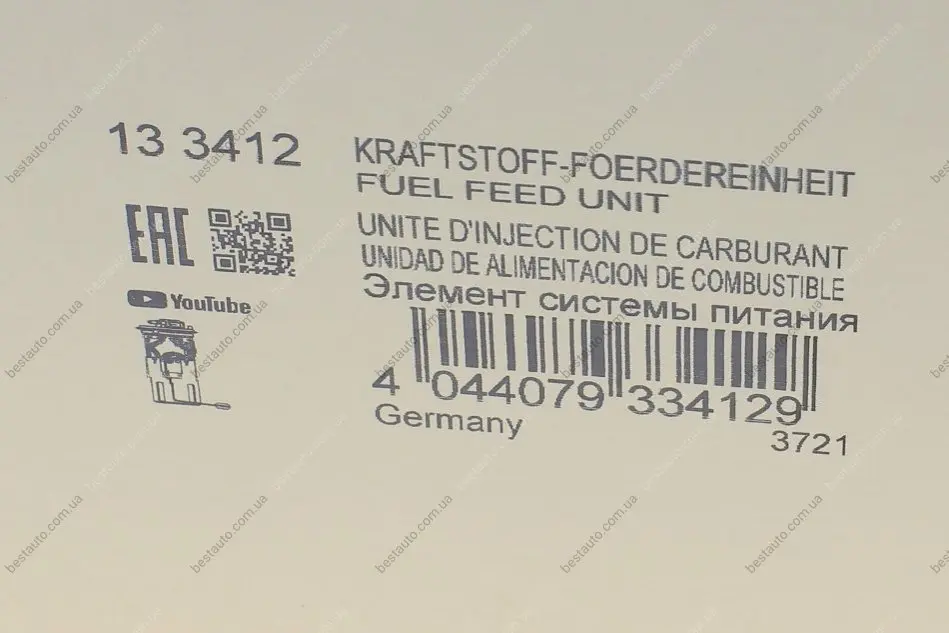 13 3412
KRAFTSTOFF-FOERDEREINHEIT
FUEL FEED UNIT
UNITE D'INJECTION DE CARBURANT
UNIDAD DE ALIMENTACION DE COMBUSTIBLE
Элемент системы питания
EAC
YouTube
4 044079 334129
Germany
3721
bestauto.com.ua